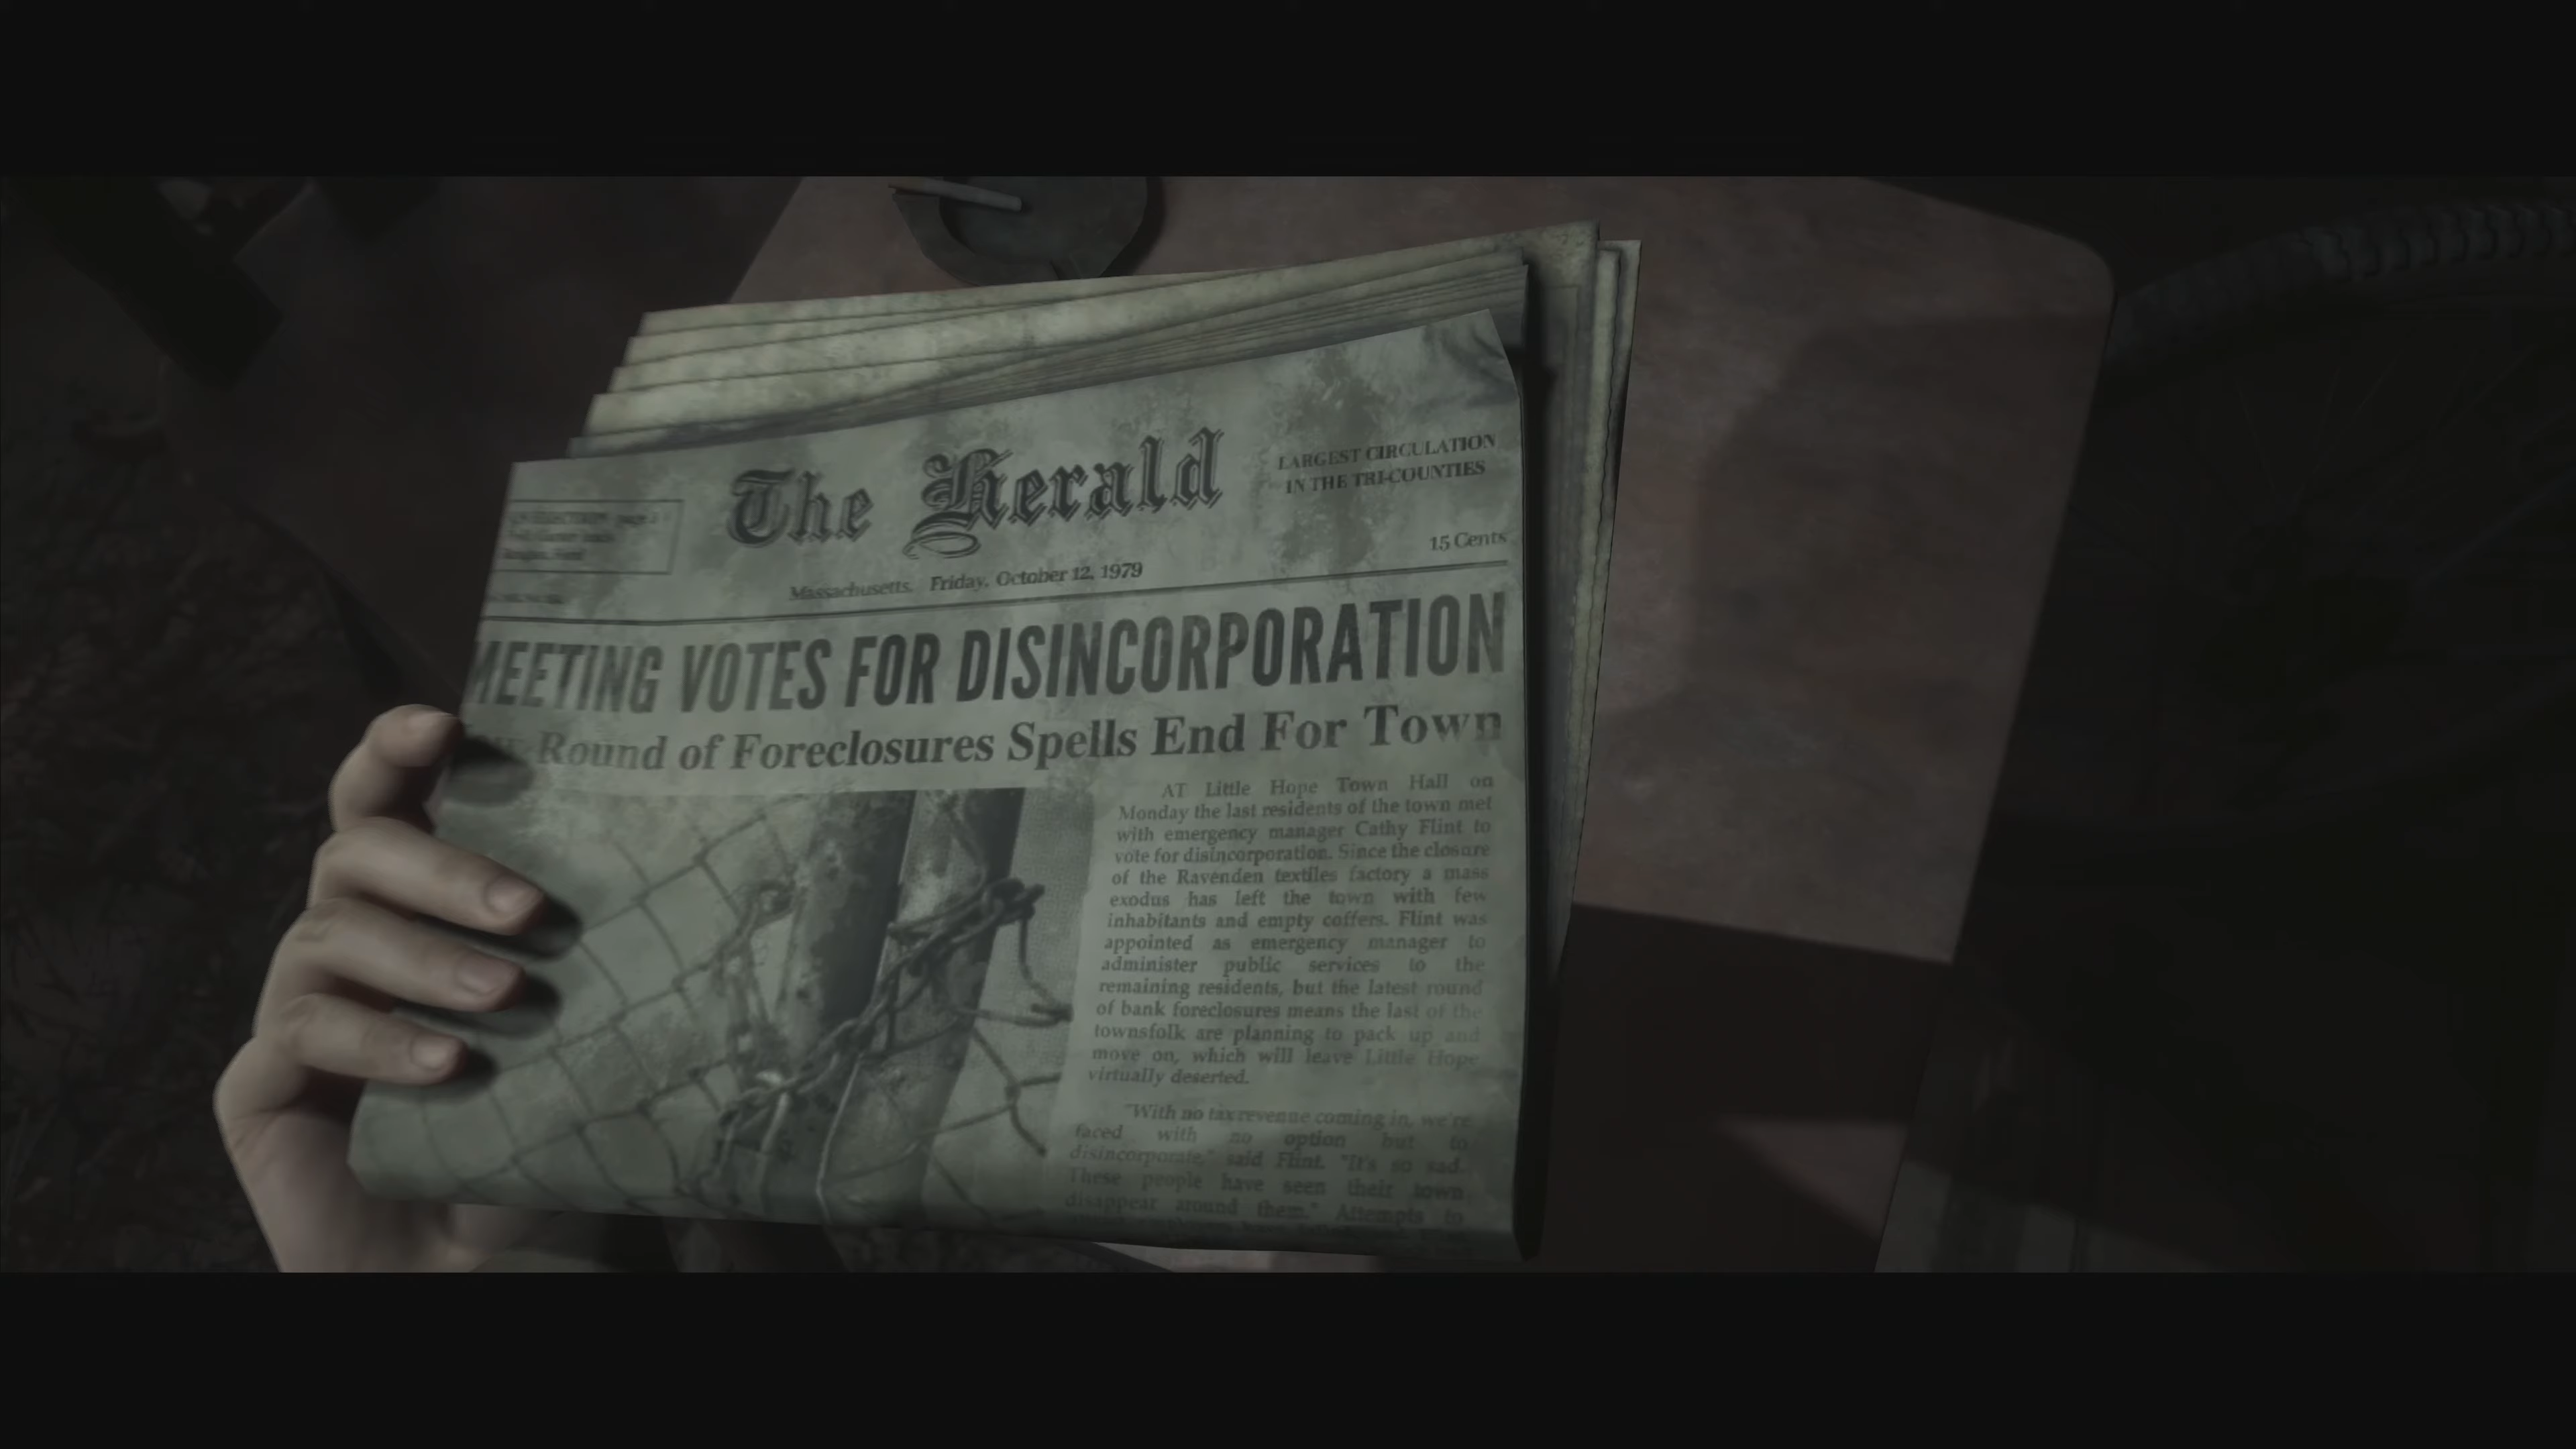 The Herald
LARGEST CIRCULATION
IN THE TRI-COUNTIES
15 Cents
Massachusetts. Friday, October 12, 1979
MEETING VOTES FOR DISINCORPORATION
Round of Foreclosures Spells End For Town
AT Little Hope Town Hall on
Monday the last residents of the town met
with emergency manager Cathy Flint to
vote for disincorporation. Since the closure
of the Ravenden textiles factory a mass
exodus has left the town with few
inhabitants and empty coffers. Flint was
appointed as emergency manager to
administer public services to the
remaining residents, but the latest round
of bank foreclosures means the last of the
townsfolk are planning to pack up and
move on, which will leave Little Hope
virtually deserted.
"With no tax revenue coming in, we're
faced with no option but to
disincorporate," said Flint. "It's so sad.
These people have seen their town
disappear around them." Attempts to